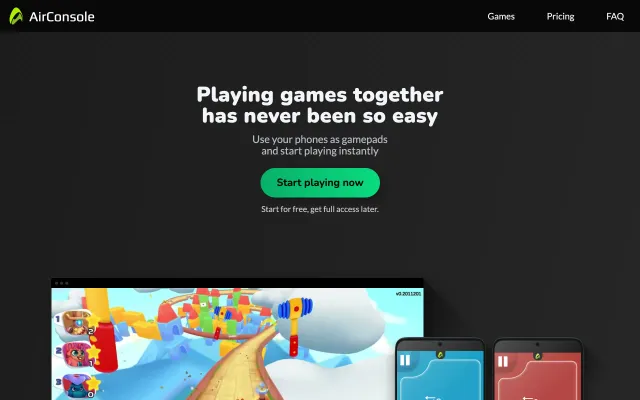 AirConsole
Games
Pricing
FAQ
Playing games together
has never been so easy
Use your phones as gamepads
and start playing instantly
Start playing now
Start for free, get full access later.
v0.2011201
1
2
2
1
3
0